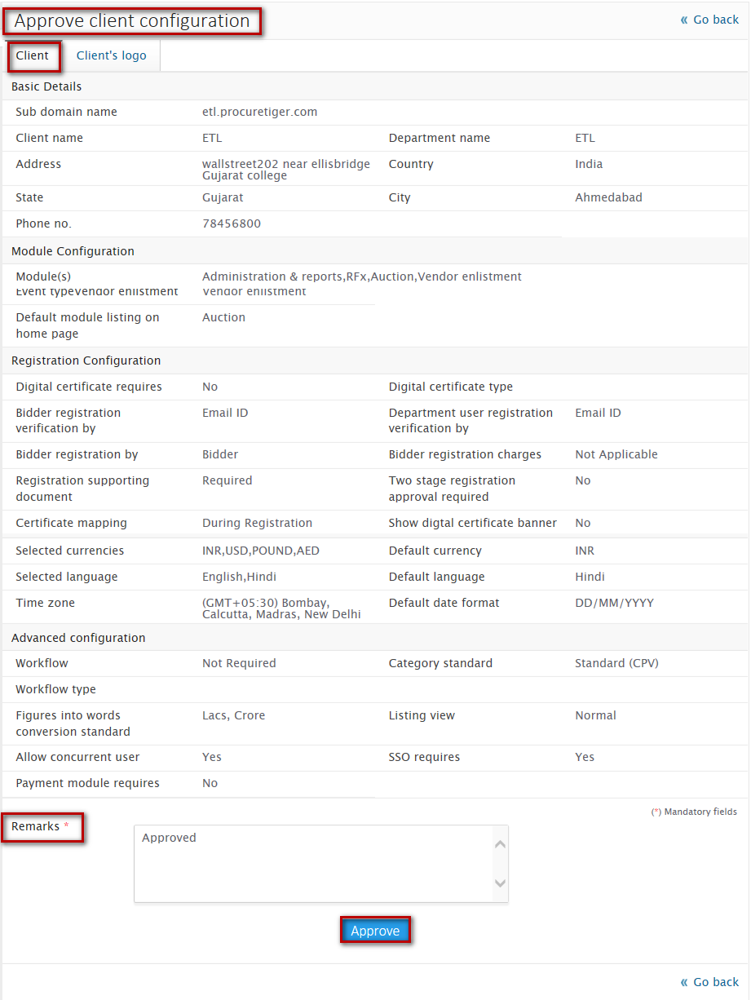 Approve client configuration
« Go back
Client Client's logo
Basic Details
Sub domain name etl.procuretiger.com
Client name ETL Department name ETL
Address wallstreet202 near ellisbridge Country India
Gujarat college
State Gujarat City Ahmedabad
Phone no. 78456800
Module Configuration
Module(s) Administration & reports,RFx,Auction,Vendor enlistment
Event typeVendor enlistment Vendor enlistment
Default module listing on Auction
home page
Registration Configuration
Digital certificate requires No Digital certificate type
Bidder registration Email ID Department user registration Email ID
verification by verification by
Bidder registration by Bidder Bidder registration charges Not Applicable
Registration supporting Required Two stage registration No
document approval required
Certificate mapping During Registration Show digtal certificate banner No
Selected currencies INR,USD,POUND,AED Default currency INR
Selected language English,Hindi Default language Hindi
Time zone (GMT+05:30) Bombay, Default date format DD/MM/YYYY
Calcutta, Madras, New Delhi
Advanced configuration
Workflow Not Required Category standard Standard (CPV)
Workflow type
Figures into words Lacs, Crore Listing view Normal
conversion standard
Allow concurrent user Yes SSO requires Yes
Payment module requires No
(*) Mandatory fields
Remarks *
Approved
Approve
« Go back